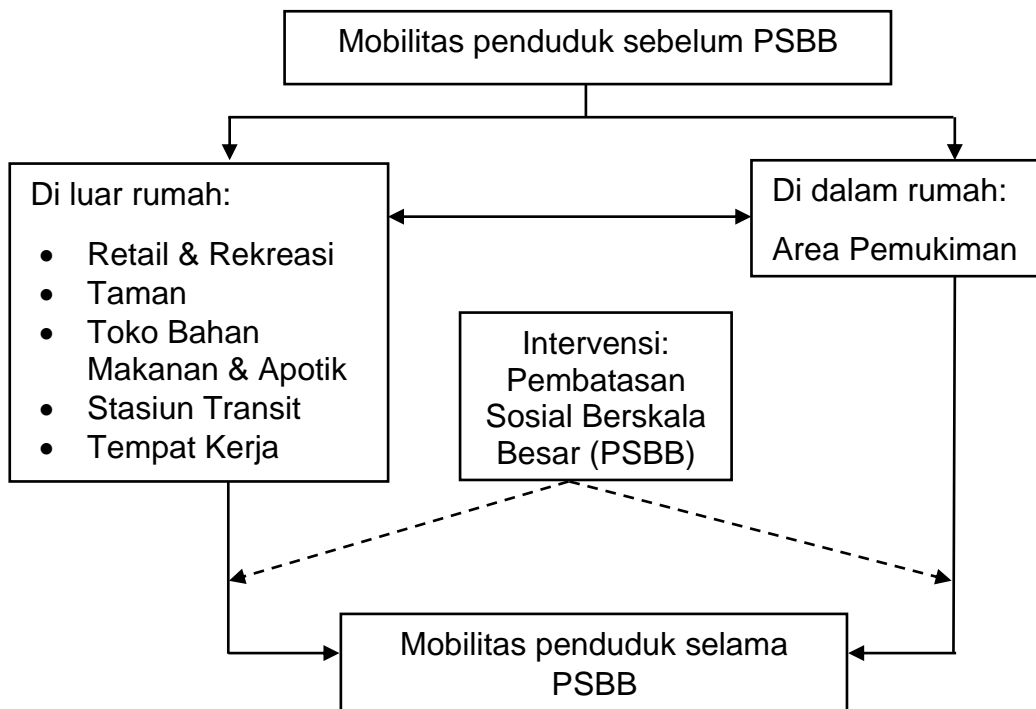 Mobilitas penduduk sebelum PSBB
Di luar rumah:
• Retail & Rekreasi
• Taman
• Toko Bahan
Makanan & Apotik
• Stasiun Transit
• Tempat Kerja
Di dalam rumah:
Area Pemukiman
Intervensi:
Pembatasan
Sosial Berskala
Besar (PSBB)
Mobilitas penduduk selama
PSBB